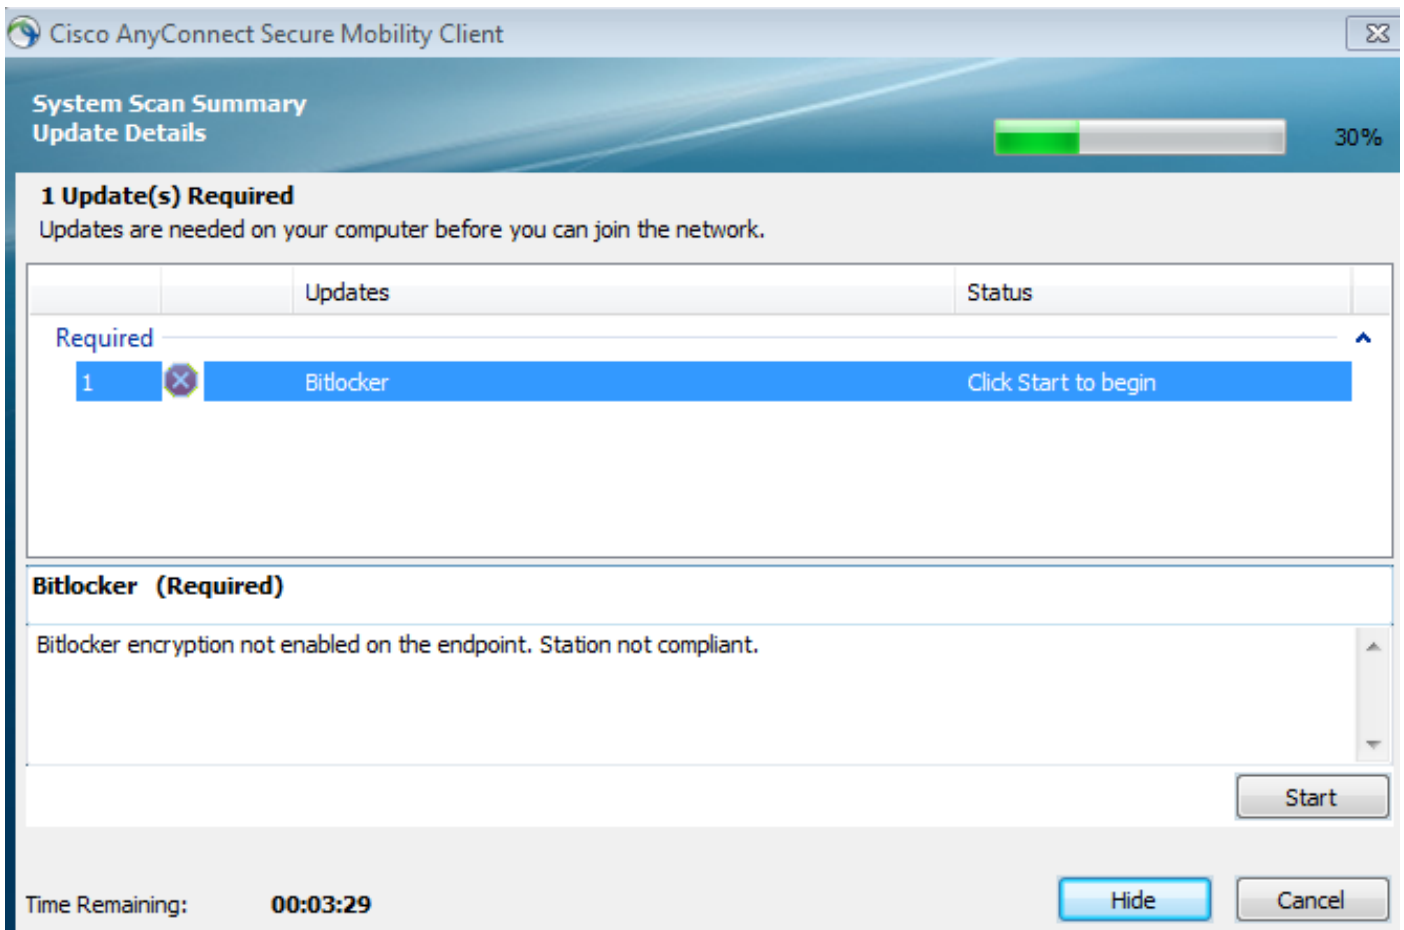 Cisco AnyConnect Secure Mobility Client
System Scan Summary
Update Details
30%
1 Update(s) Required
Updates are needed on your computer before you can join the network.
Updates Status
Required
1 Bitlocker Click Start to begin
Bitlocker (Required)
Bitlocker encryption not enabled on the endpoint. Station not compliant.
Start
Time Remaining: 00:03:29 Hide Cancel